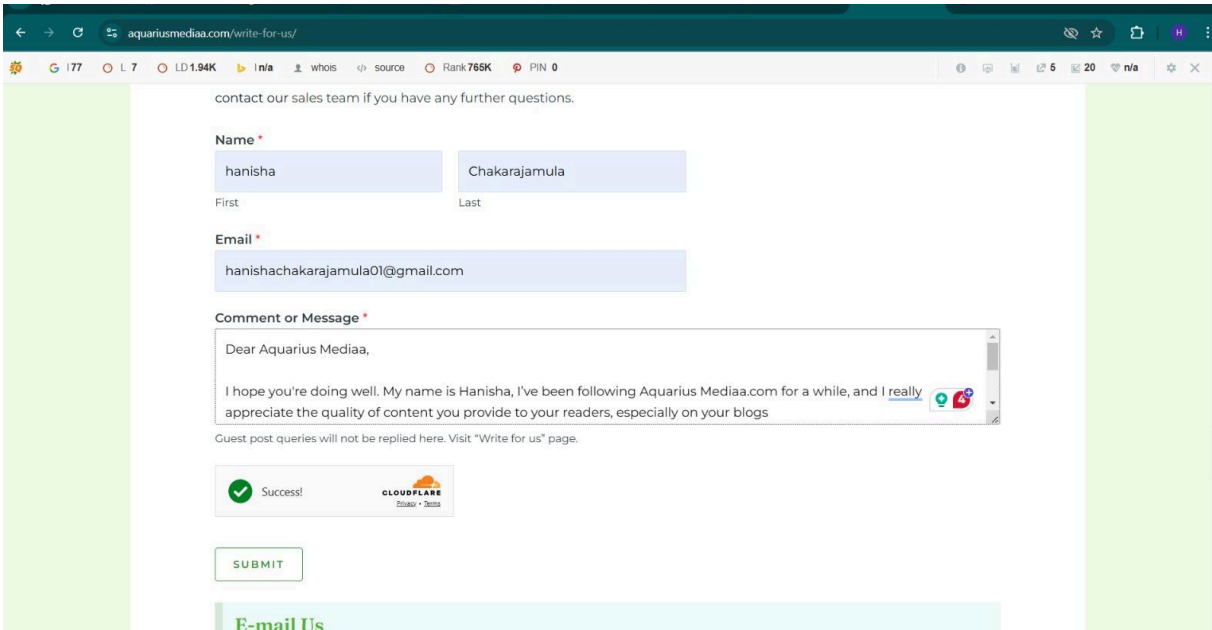 aquariusmediaa.com/write-for-us/
H
I 77 L 7 LD 1.94K I n/a whois source Rank 765K PIN 0 5 20 n/a
contact our sales team if you have any further questions.
Name *
hanisha Chakarajamula
First Last
Email *
hanishachakarajamula01@gmail.com
Comment or Message *
Dear Aquarius Mediaa,
I hope you're doing well. My name is Hanisha, I've been following Aquarius Mediaa.com for a while, and I really
appreciate the quality of content you provide to your readers, especially on your blogs
4
Guest post queries will not be replied here. Visit "Write for us" page.
Success!
CLOUDFLARE
Privacy • Terms
SUBMIT
E-mail Us